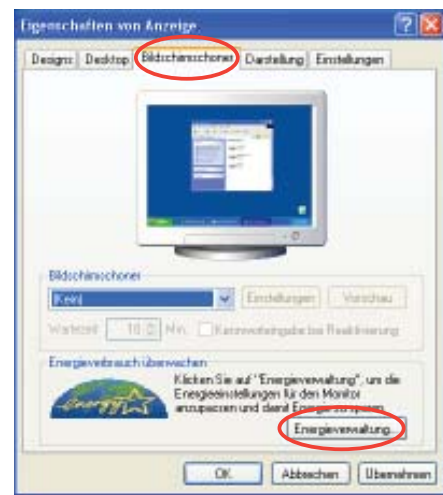 Eigenschaften von Anzeige
Designs Desktop Bildschirmschoner Darstellung Einstellungen
Bildschirmschoner
(Kein) Einstellungen Vorschau
Wartezeit 10 Min. Kennworteingabe bei Reaktivierung
Energieverbrauch überwachen
Klicken Sie auf "Energieverwaltung", um die
Energieeinstellungen für den Monitor
anzupassen und damit Energie zu sparen.
Energieverwaltung...
OK Abbrechen Übernehmen